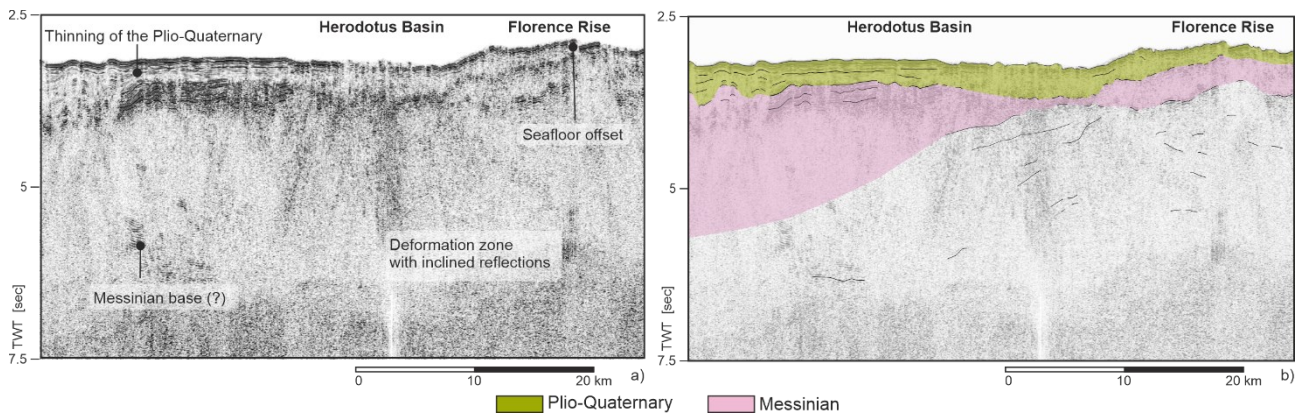 2.5
Herodotus Basin
Florence Rise
Thinning of the Plio-Quaternary
Seafloor offset
5
Deformation zone
with inclined reflections
Messinian base (?)
TWT [sec]
7.5
0 10 20 km
a)
2.5
Herodotus Basin
Florence Rise
5
TWT [sec]
7.5
0 10 20 km
b)
Plio-Quaternary
Messinian